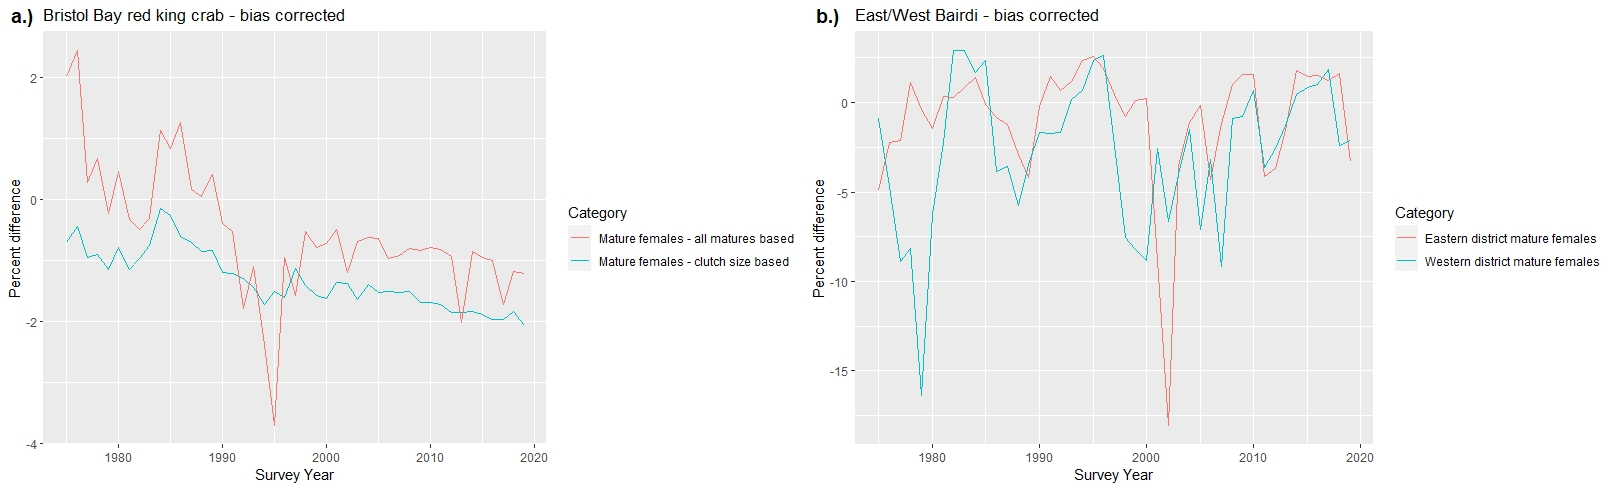 a.) Bristol Bay red king crab - bias corrected
Percent difference
2
0
-2
-4
1980 1990 2000 2010 2020
Survey Year
Category
Mature females - all matures based
Mature females - clutch size based
b.) East/West Bairdi - bias corrected
Percent difference
0
-5
-10
-15
1980 1990 2000 2010 2020
Survey Year
Category
Eastern district mature females
Western district mature females